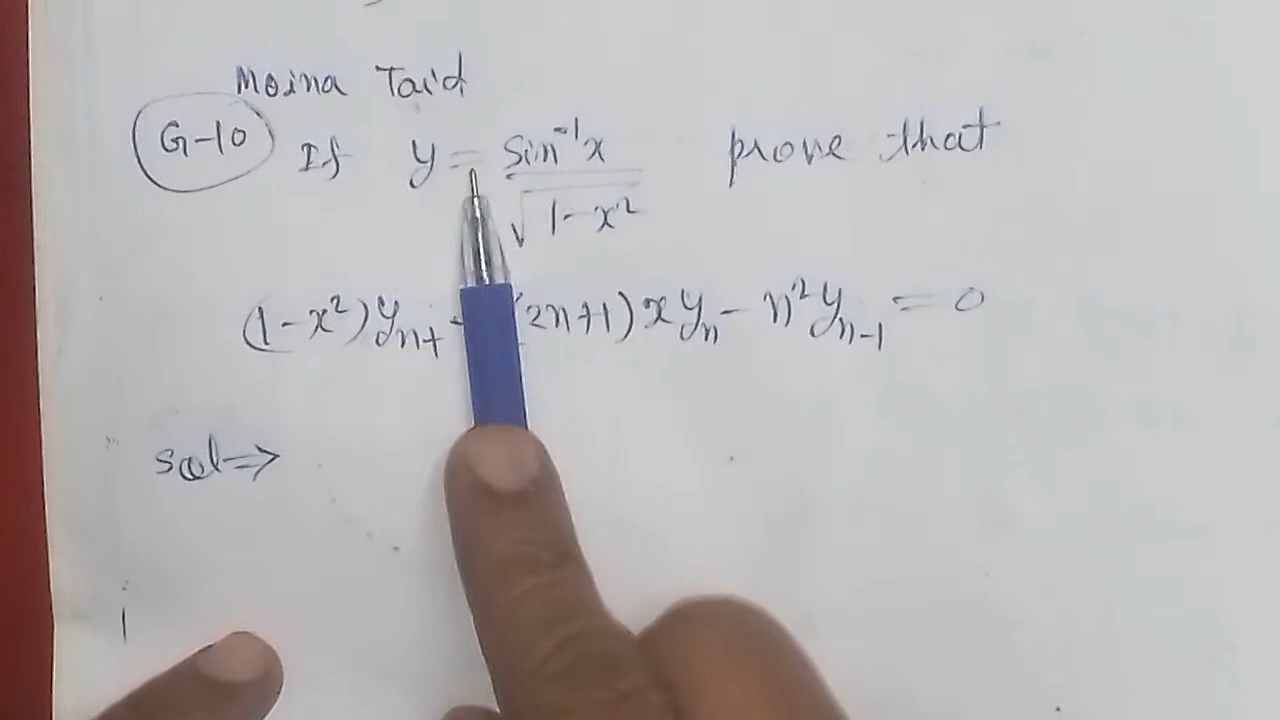 Moina Taid
G-10 If y = sin⁻¹x / √1-x² prove that
(1-x²)yn+ (2n+1)xyn - n²yn-1 = 0
sol⇒